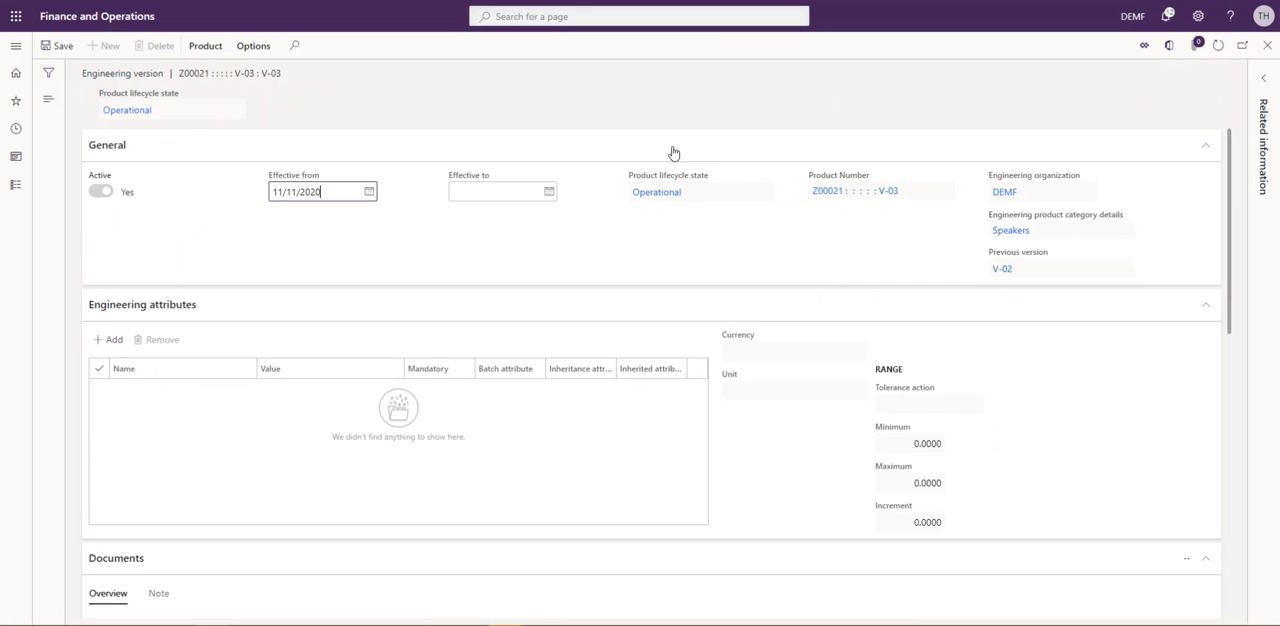 Finance and Operations
Search for a page
DEMF
12
?
TH
Save
New
Delete
Product
Options
0
Engineering version | Z00021 : : : : : V-03 : V-03
Product lifecycle state
Operational
General
Active
Yes
Effective from
11/11/2020
Effective to
Product lifecycle state
Operational
Product Number
Z00021 : : : : : V-03
Engineering organization
DEMF
Engineering product category details
Speakers
Previous version
V-02
Related information
Engineering attributes
Add
Remove
Name
Value
Mandatory
Batch attribute
Inheritance attr...
Inherited attrib...
We didn't find anything to show here.
Currency
Unit
RANGE
Tolerance action
Minimum
0.0000
Maximum
0.0000
Increment
0.0000
Documents
--
Overview
Note